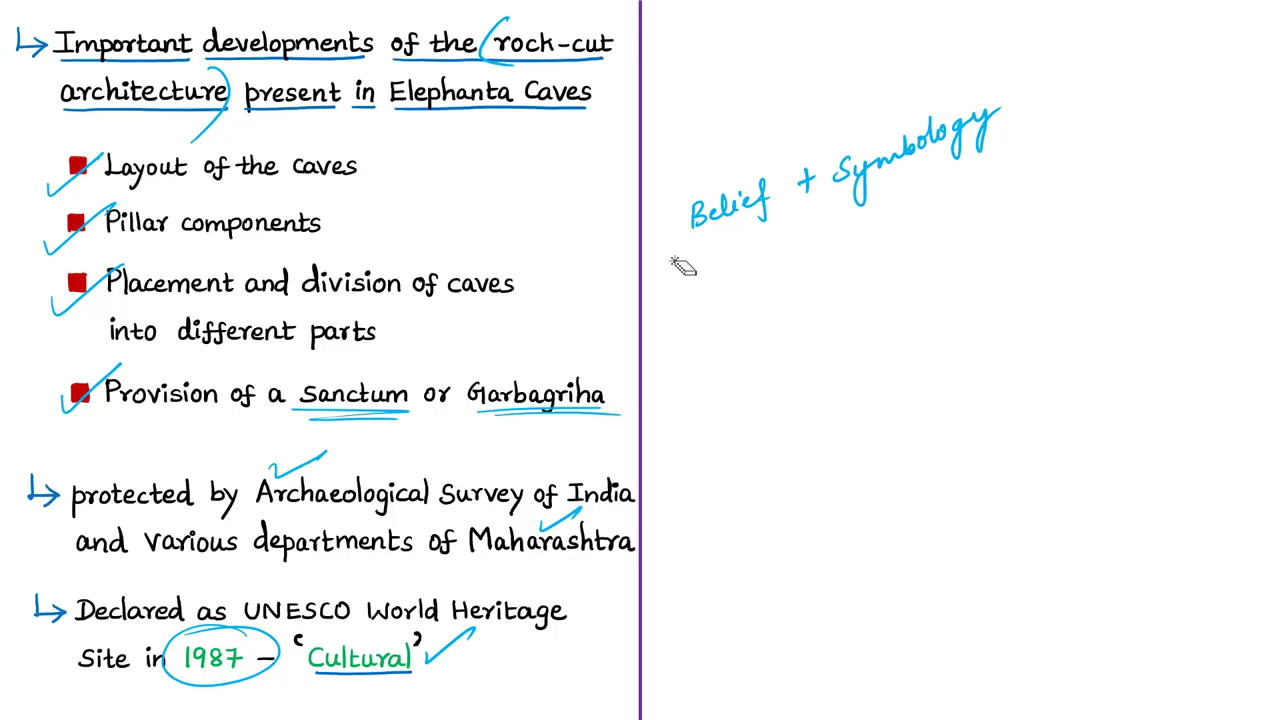 Important developments of the rock-cut
architecture present in Elephanta Caves
Layout of the caves
Pillar components
Placement and division of caves
into different parts
Provision of a sanctum or Garbagriha
protected by Archaeological Survey of India
and various departments of Maharashtra
Declared as UNESCO World Heritage
Site in 1987 – ‘Cultural’
Belief + Symbology